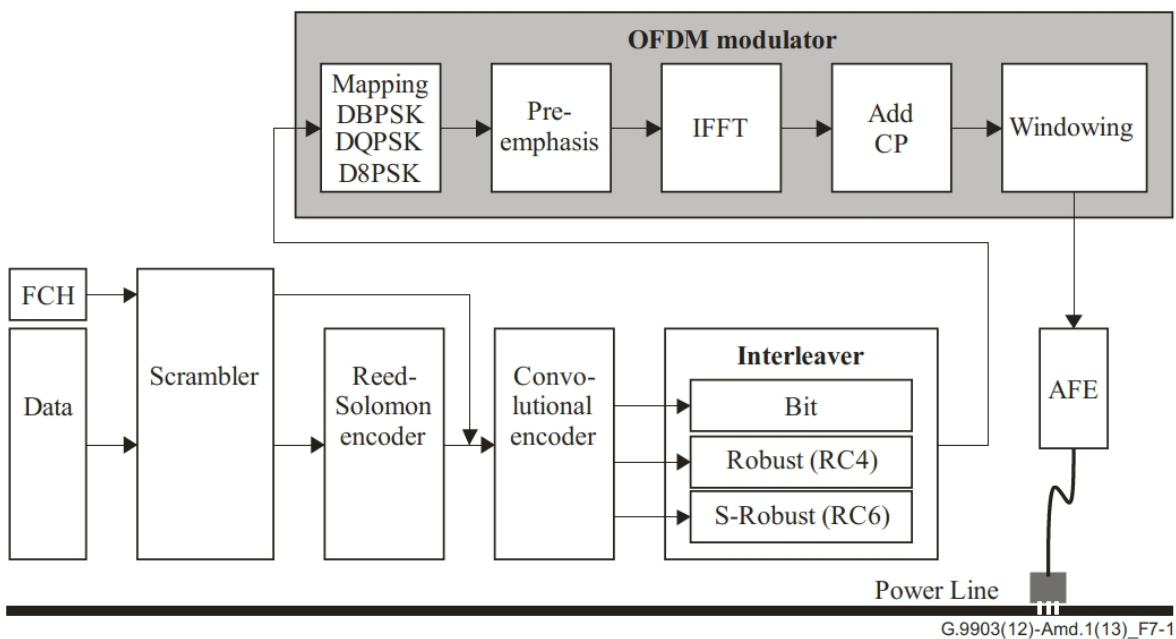 OFDM modulator
Mapping
DBPSK
DQPSK
D8PSK
Pre-
emphasis
IFFT
Add
CP
Windowing
FCH
Data
Scrambler
Reed-
Solomon
encoder
Convo-
lutional
encoder
Interleaver
Bit
Robust (RC4)
S-Robust (RC6)
AFE
Power Line
G.9903(12)-Amd.1(13)_F7-1